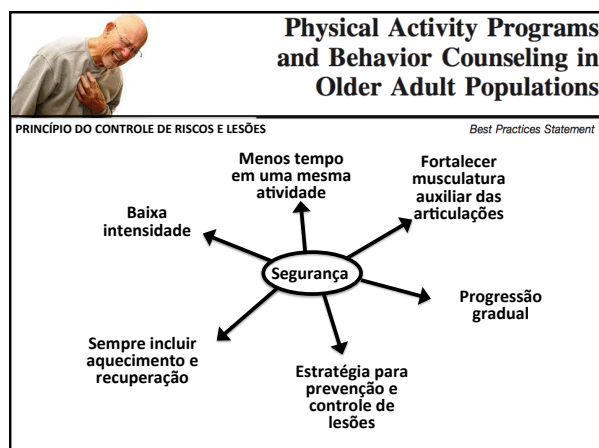 Physical Activity Programs
and Behavior Counseling in
Older Adult Populations
PRINCÍPIO DO CONTROLE DE RISCOS E LESÕES
Best Practices Statement
Menos tempo
em uma mesma
atividade
Fortalecer
musculatura
auxiliar das
articulações
Baixa
intensidade
Segurança
Progressão
gradual
Sempre incluir
aquecimento e
recuperação
Estratégia para
prevenção e
controle de
lesões